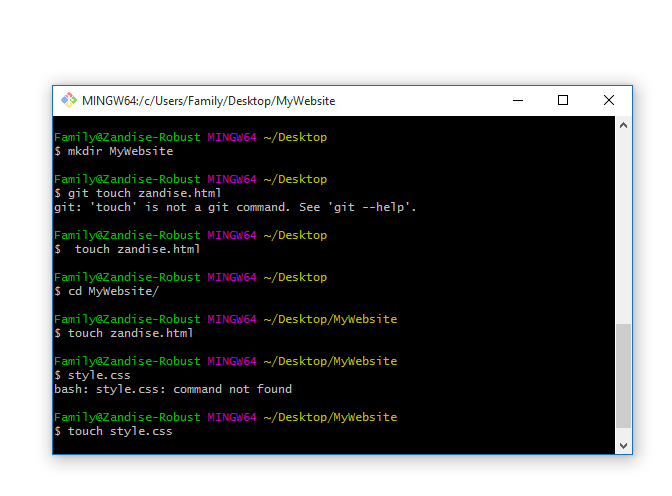 MINGW64:/c/Users/Family/Desktop/MyWebsite
Family@Zandise-Robust MINGW64 ~/Desktop
$ mkdir MyWebsite
Family@Zandise-Robust MINGW64 ~/Desktop
$ git touch zandise.html
git: 'touch' is not a git command. See 'git --help'.
Family@Zandise-Robust MINGW64 ~/Desktop
$  touch zandise.html
Family@Zandise-Robust MINGW64 ~/Desktop
$ cd MyWebsite/
Family@Zandise-Robust MINGW64 ~/Desktop/MyWebsite
$ touch zandise.html
Family@Zandise-Robust MINGW64 ~/Desktop/MyWebsite
$ style.css
bash: style.css: command not found
Family@Zandise-Robust MINGW64 ~/Desktop/MyWebsite
$ touch style.css